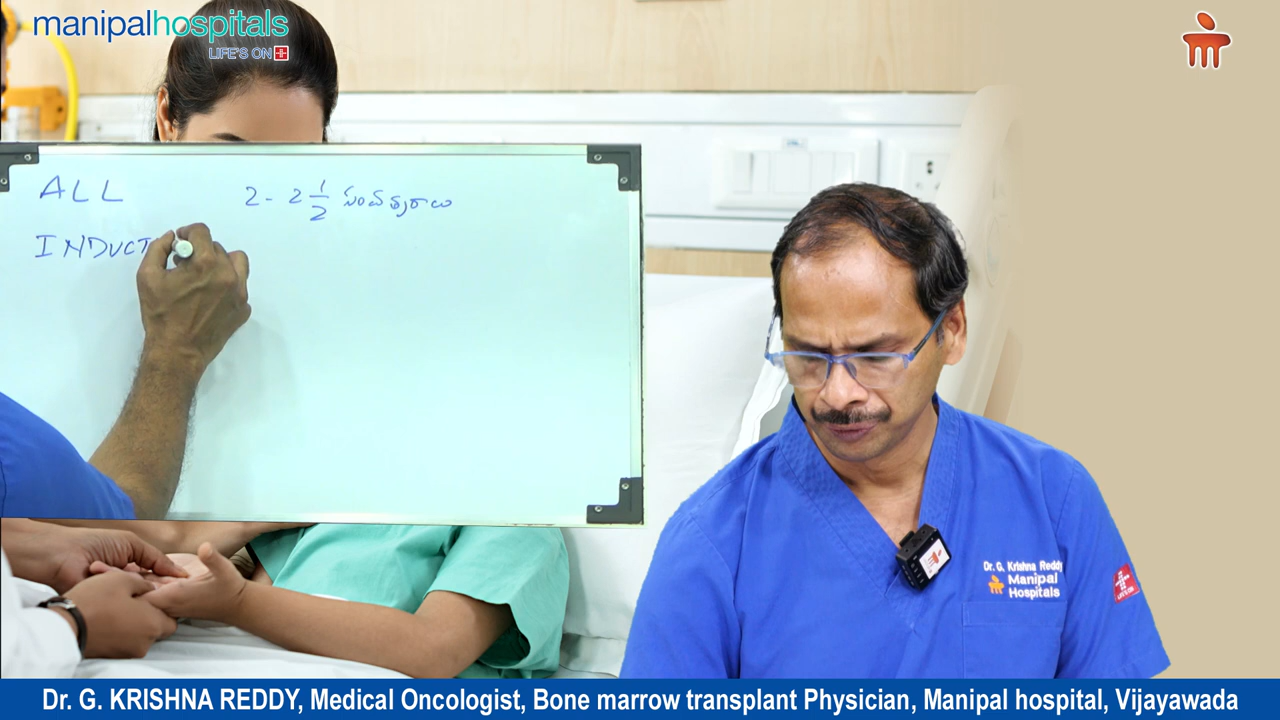 manipalhospitals
LIFE'S ON
ALL
2 - 2 1/2 సంవత్సరాలు
INDUCT
Dr. G. Krishna Reddy
Manipal
Hospitals
Dr. G. KRISHNA REDDY, Medical Oncologist, Bone marrow transplant Physician, Manipal hospital, Vijayawada